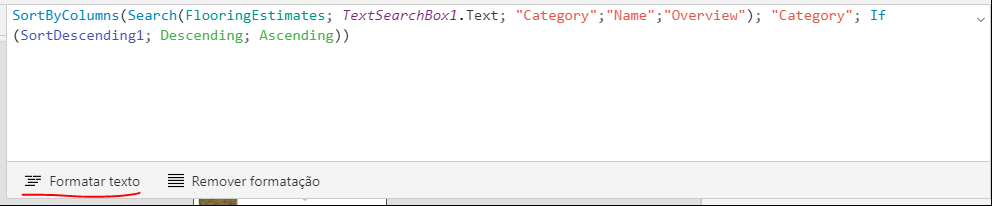 SortByColumns(Search(FlooringEstimates; TextSearchBox1.Text; "Category";"Name";"Overview"); "Category"; If
(SortDescending1; Descending; Ascending))
Formatar texto Remover formatação